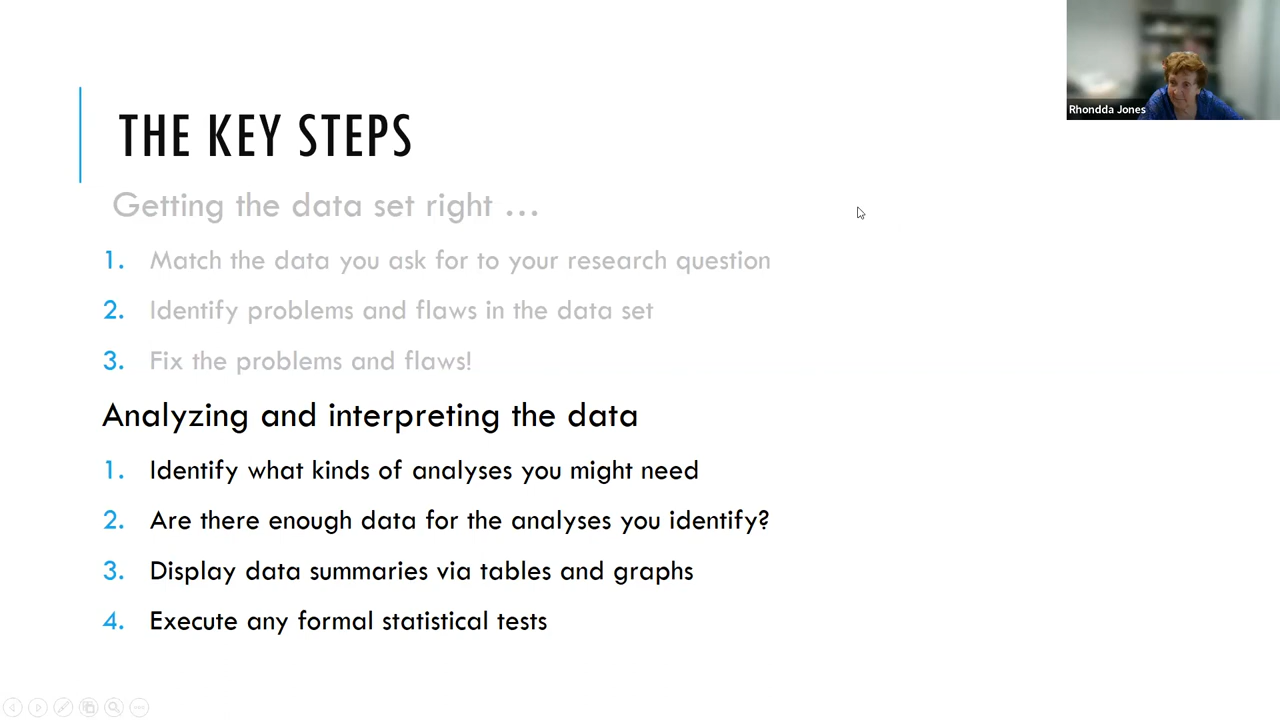 Rhondda Jones
THE KEY STEPS
Getting the data set right ...
1. Match the data you ask for to your research question
2. Identify problems and flaws in the data set
3. Fix the problems and flaws!
Analyzing and interpreting the data
1. Identify what kinds of analyses you might need
2. Are there enough data for the analyses you identify?
3. Display data summaries via tables and graphs
4. Execute any formal statistical tests